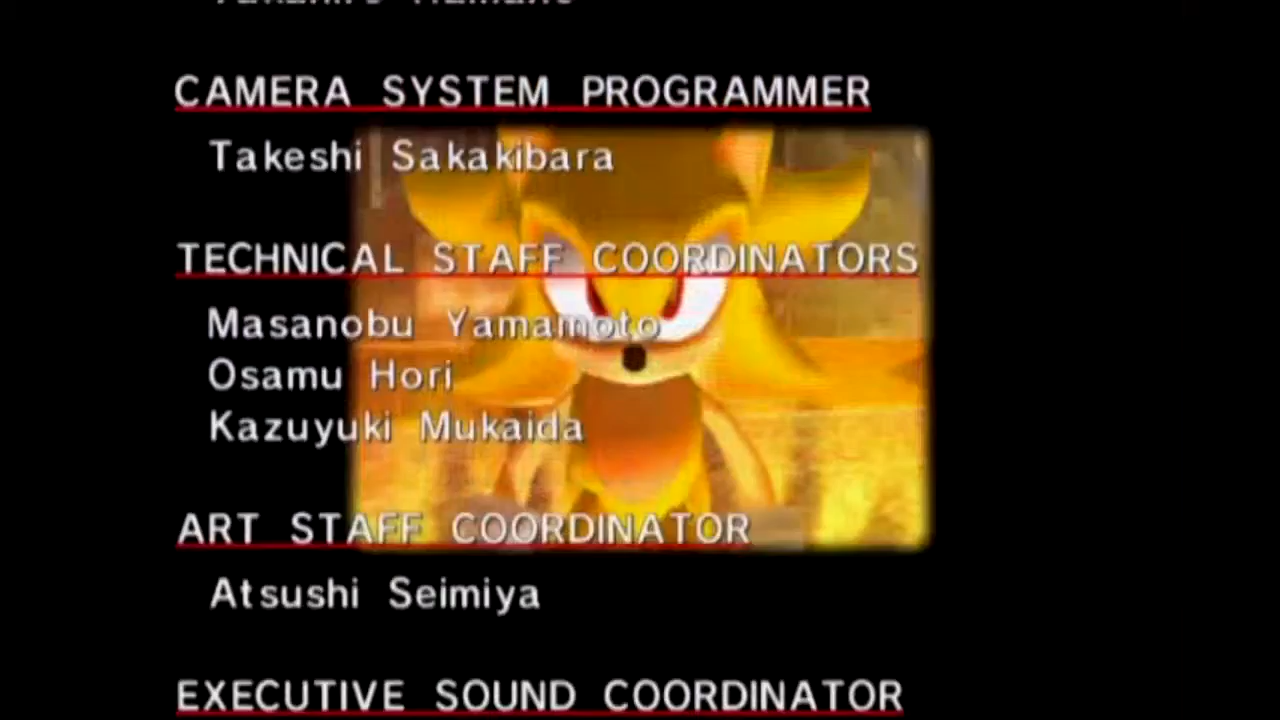 CAMERA SYSTEM PROGRAMMER
Takeshi Sakakibara
TECHNICAL STAFF COORDINATORS
Masanobu Yamamoto
Osamu Hori
Kazuyuki Mukaida
ART STAFF COORDINATOR
Atsushi Seimiya
EXECUTIVE SOUND COORDINATOR